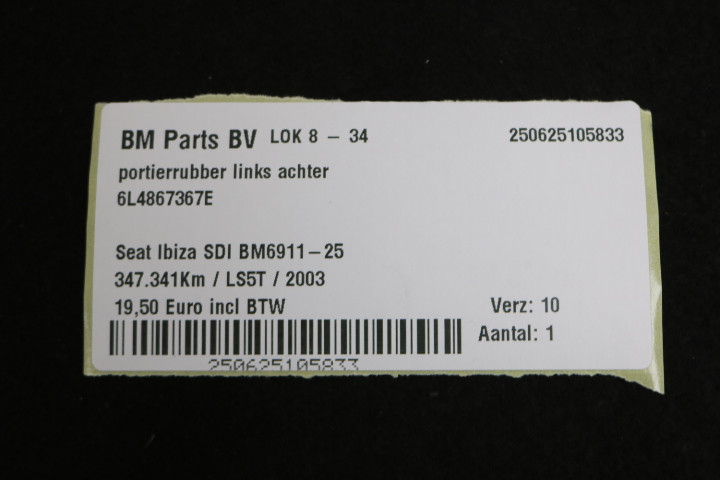 BM Parts BV LOK 8 – 34 250625105833
portierrubber links achter
6L4867367E
Seat Ibiza SDI BM6911–25
347.341Km / LS5T / 2003
19,50 Euro incl BTW Verz: 10
Aantal: 1
250625105833